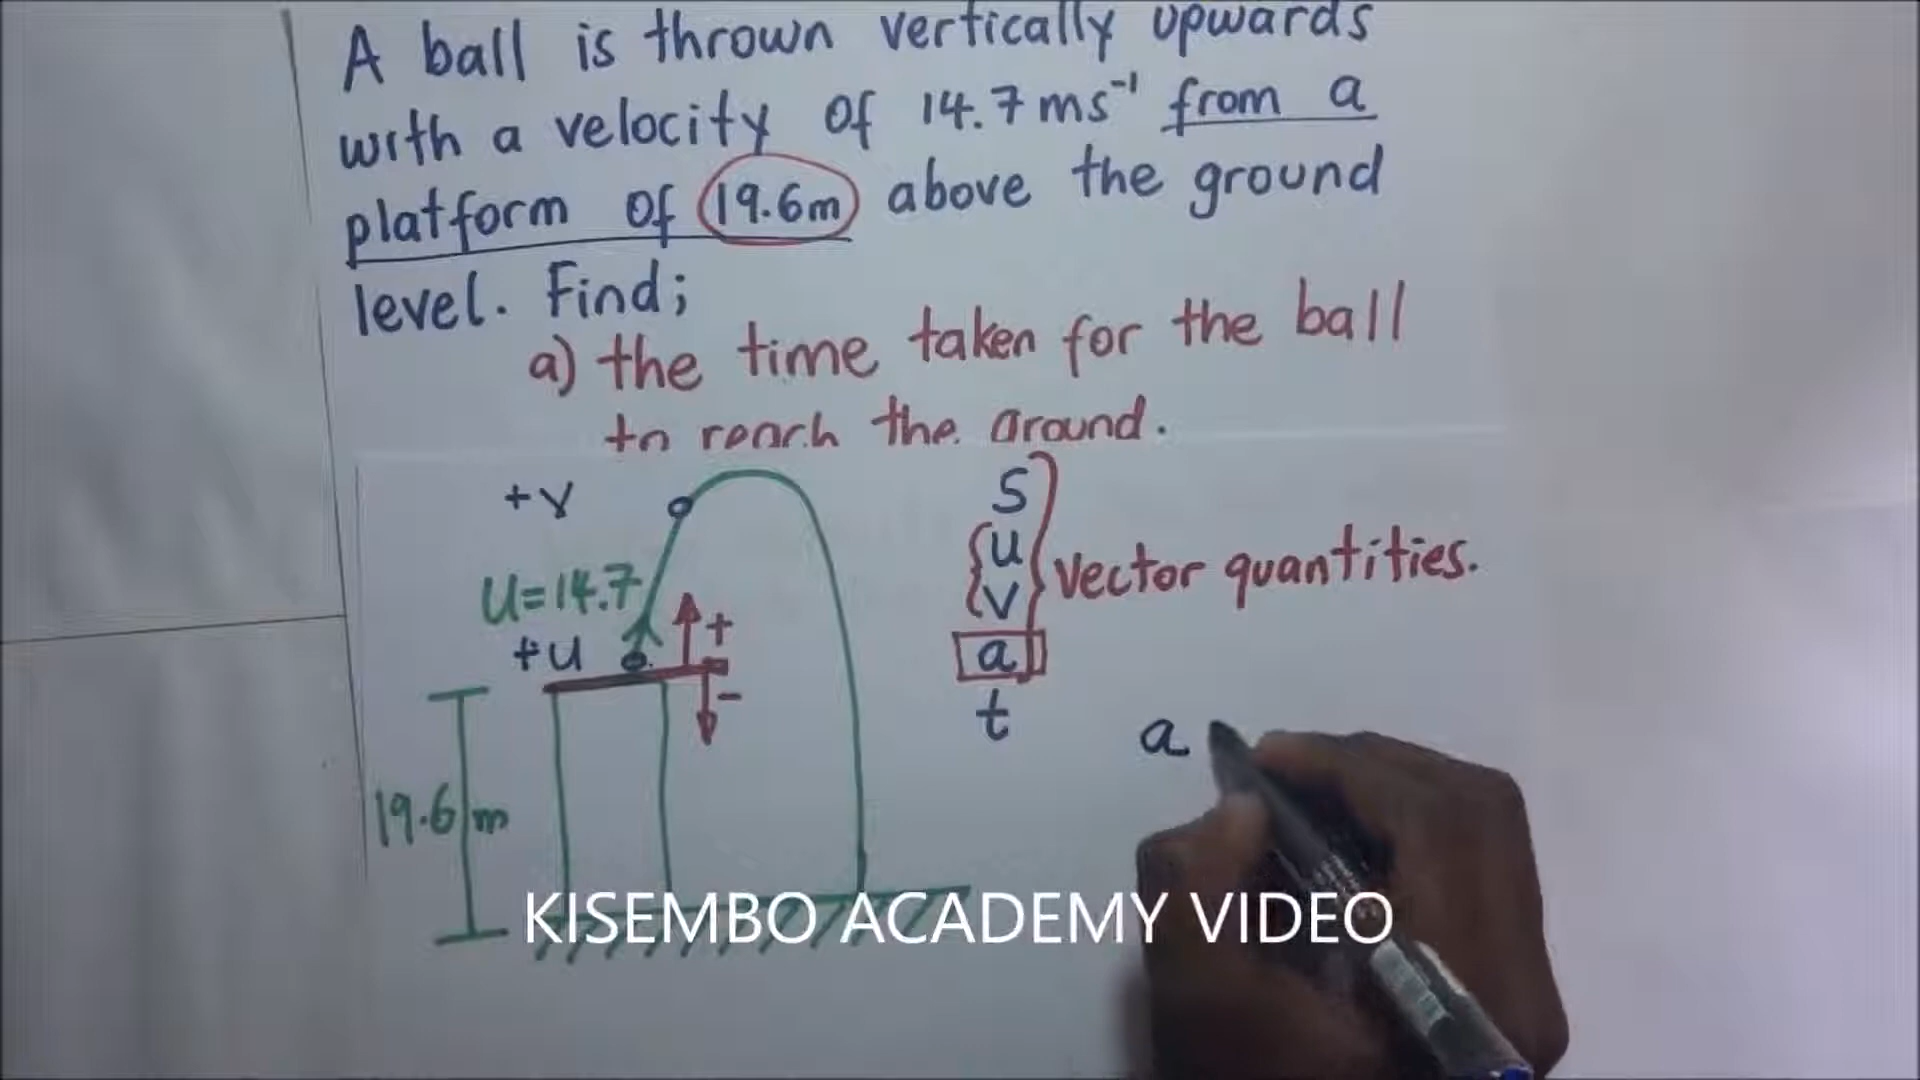 A ball is thrown vertically upwards
with a velocity of 14.7 ms⁻¹ from a
platform of 19.6m above the ground
level. Find;
a) the time taken for the ball
to reach the ground.
+V
U=14.7
+U
+
-
19.6 m
S
u
v
a
t
Vector quantities.
a
KISEMBO ACADEMY VIDEO